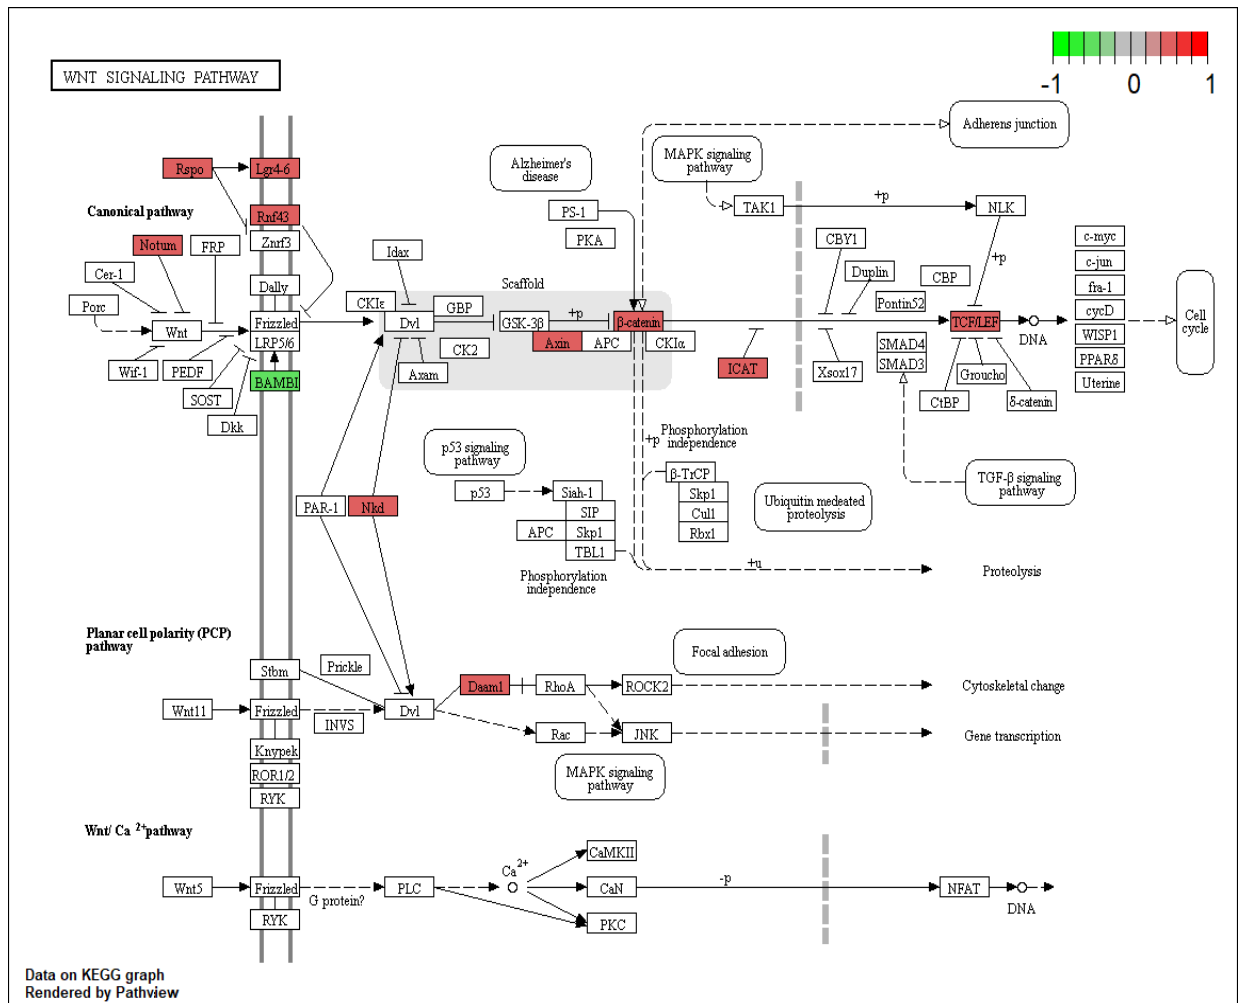 WNT SIGNALING PATHWAY
-1 0 1
Adherens junction
MAPK signaling
pathway
Alzheimer's
disease
Rspo
Lgr4-6
TAK1
+p
NLK
PS-1
Canonical pathway
Rnf43
Znrf3
Notum
FRP
Idax
PKA
CBY1
c-myc
+p
c-jun
Cer-1
Dally
Scaffold
Duplin
CBP
fra-1
Porc
CKIε
GBP
Pontin52
cycD
Cell
cycle
Wnt
Frizzled
Dvl
GSK-3β
+p
β-catenin
TCF/LEF
DNA
WISP1
LRP5/6
Axin
APC
CKIα
SMAD4
SMAD3
PPARδ
Wif-1
PEDF
CK2
Axam
ICAT
Xsox17
Groucho
Uterine
BAMBI
SOST
CtBP
δ-catenin
Dkk
+p
Phosphorylation
independence
p53 signaling
pathway
β-TrCP
Skp1
Cul1
Rbx1
TGF-β signaling
pathway
Ubiquitin medeated
proteolysis
p53
Siah-1
SIP
APC
Skp1
TBL1
PAR-1
Nkd
+u
Proteolysis
Phosphorylation
independence
Planar cell polarity (PCP)
pathway
Focal adhesion
Stbm
Prickle
Daam1
RhoA
ROCK2
Cytoskeletal change
Wnt11
Frizzled
INVS
Dvl
Rac
JNK
Gene transcription
Knypek
ROR1/2
RYK
MAPK signaling
pathway
Wnt/ Ca 2+pathway
CaMKII
Ca2+
Wnt5
Frizzled
G protein?
PLC
CaN
-p
NFAT
DNA
RYK
PKC
Data on KEGG graph
Rendered by Pathview